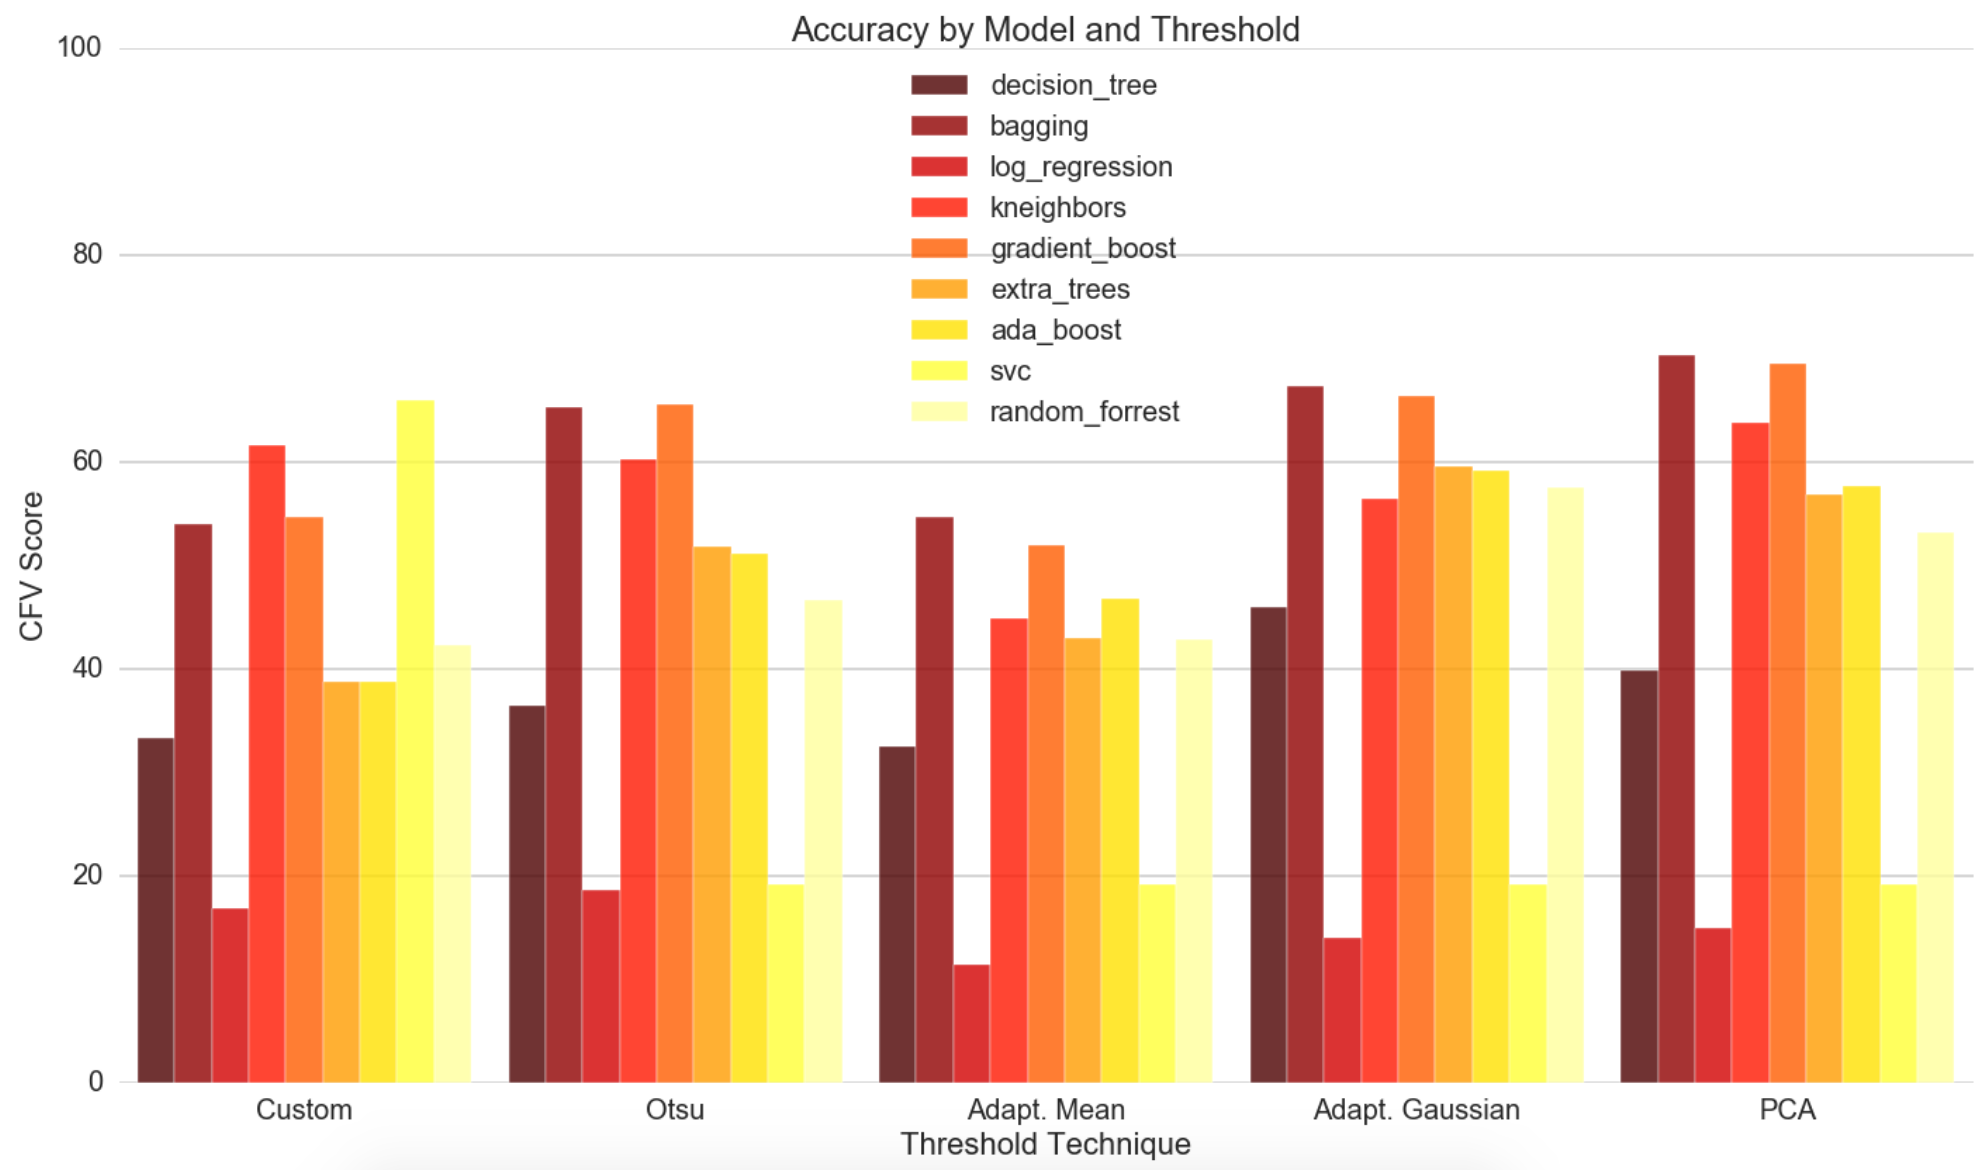 Accuracy by Model and Threshold
100
80
60
40
20
0
CFV Score
decision_tree
bagging
log_regression
kneighbors
gradient_boost
extra_trees
ada_boost
svc
random_forrest
Custom
Otsu
Adapt. Mean
Adapt. Gaussian
PCA
Threshold Technique